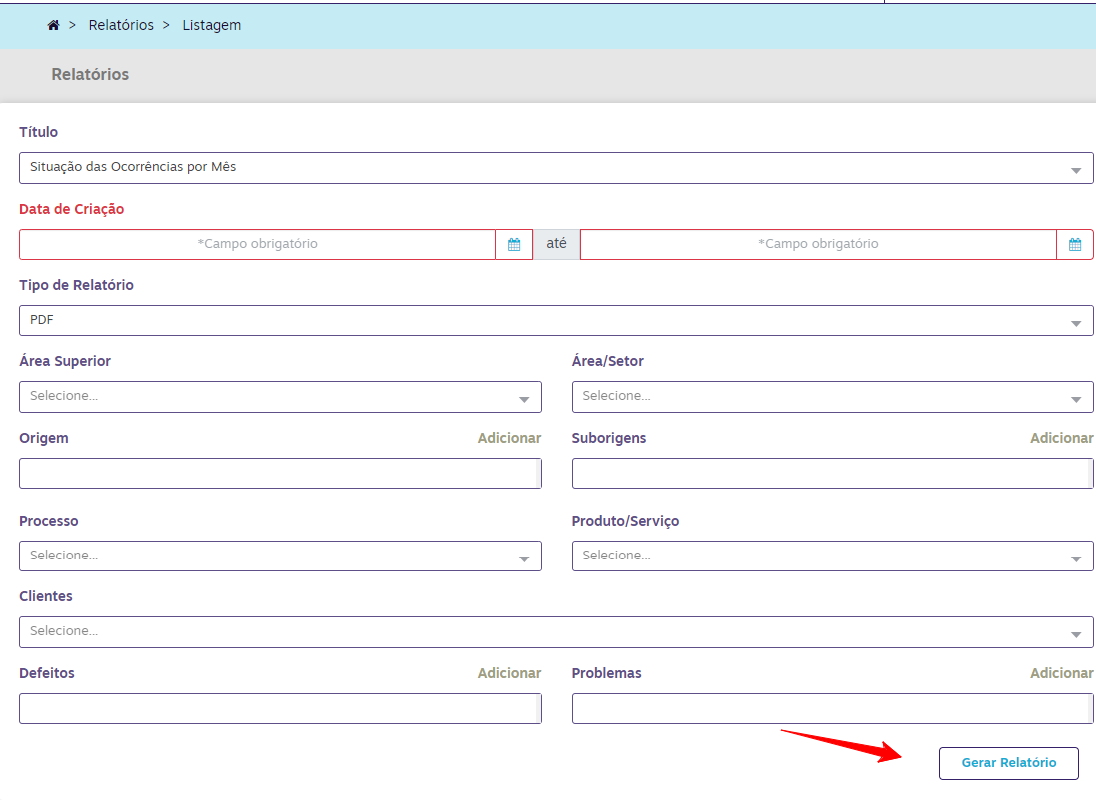 > Relatórios > Listagem
Relatórios
Título
Situação das Ocorrências por Mês
Data de Criação
*Campo obrigatório até *Campo obrigatório
Tipo de Relatório
PDF
Área Superior Área/Setor
Selecione... Selecione...
Origem Adicionar Suborigens Adicionar
Processo Produto/Serviço
Selecione... Selecione...
Clientes
Selecione...
Defeitos Adicionar Problemas Adicionar
Gerar Relatório